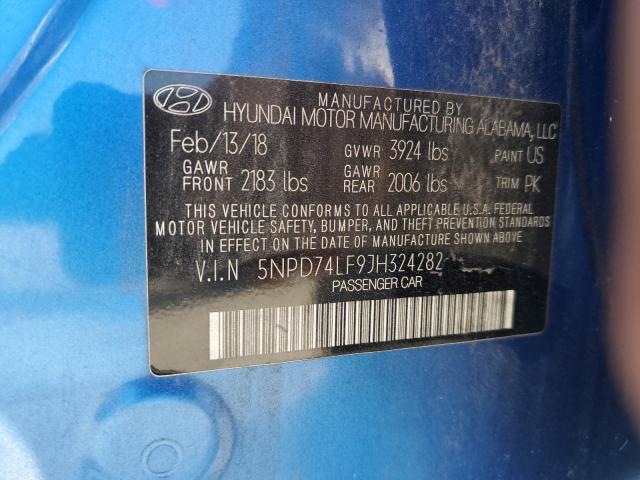 MANUFACTURED BY
HYUNDAI MOTOR MANUFACTURING ALABAMA, LLC
Feb/13/18 GVWR 3924 lbs PAINT US
GAWR FRONT 2183 lbs GAWR REAR 2006 lbs TRIM PK
THIS VEHICLE CONFORMS TO ALL APPLICABLE U.S.A. FEDERAL
MOTOR VEHICLE SAFETY, BUMPER, AND THEFT PREVENTION STANDARDS
IN EFFECT ON THE DATE OF MANUFACTURE SHOWN ABOVE.
V.I.N 5NPD74LF9JH324282
PASSENGER CAR